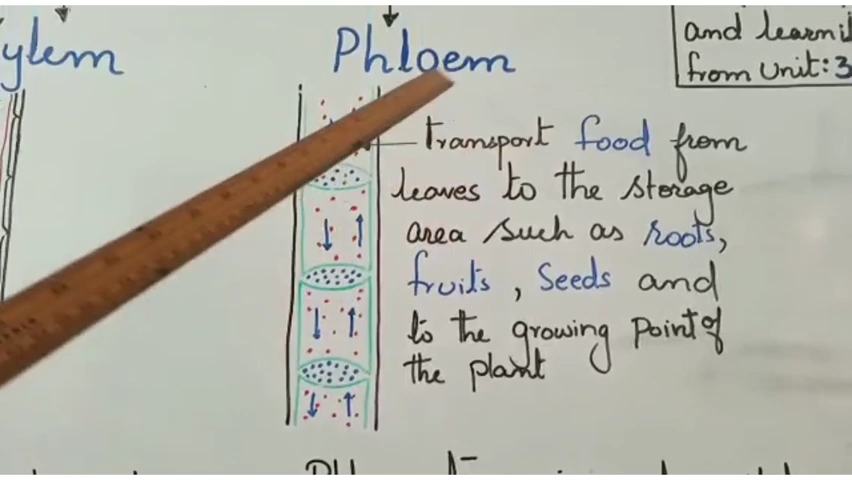 ylem
Phloem
and learni
from Unit:3
transport food from
leaves to the storage
area such as roots,
fruits, seeds and
to the growing point of
the plant